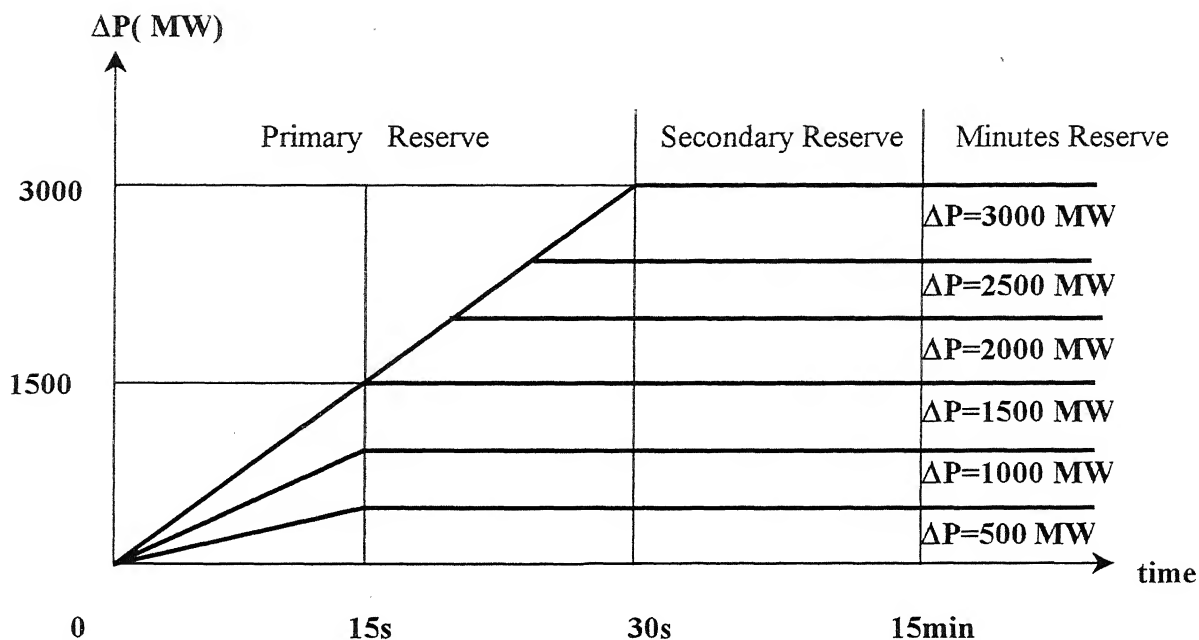 ΔP( MW)
Primary Reserve
Secondary Reserve
Minutes Reserve
3000
ΔP=3000 MW
ΔP=2500 MW
ΔP=2000 MW
1500
ΔP=1500 MW
ΔP=1000 MW
ΔP=500 MW
time
0 15s 30s 15min